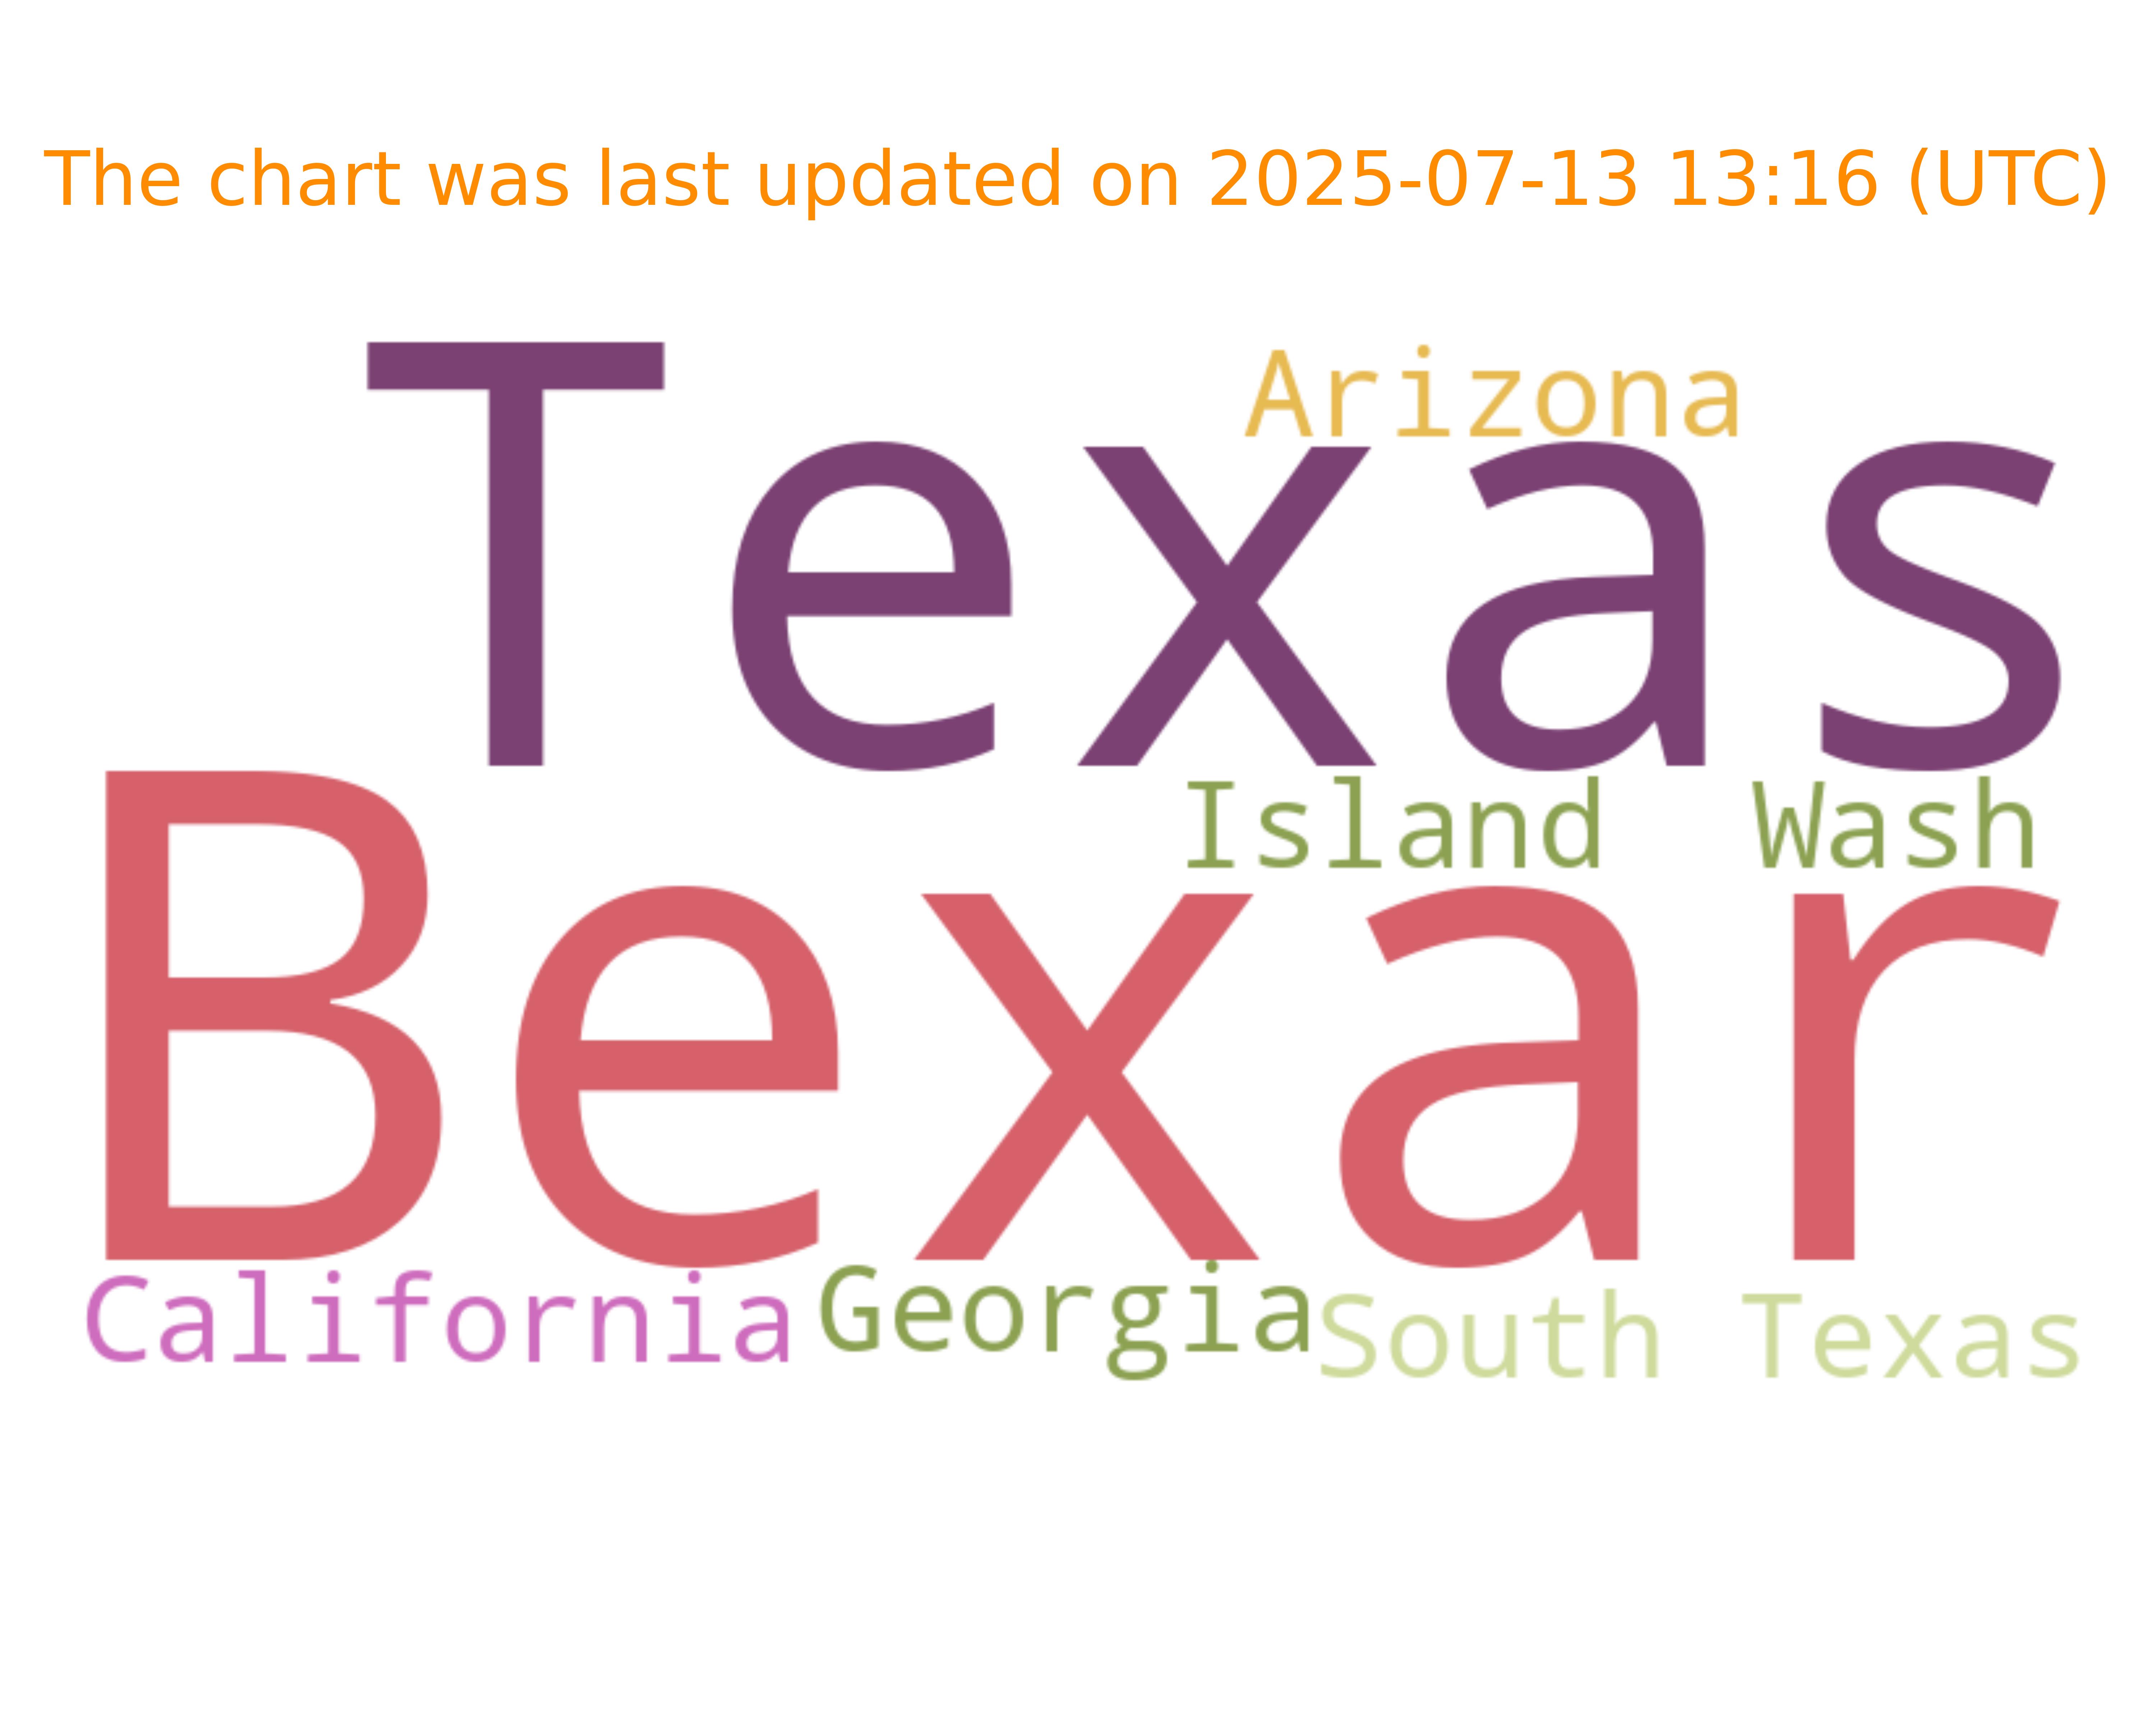 The chart was last updated on 2025-07-13 13:16 (UTC)
Arizona
Texas
Island Wash
Bexar
California Georgia South Texas